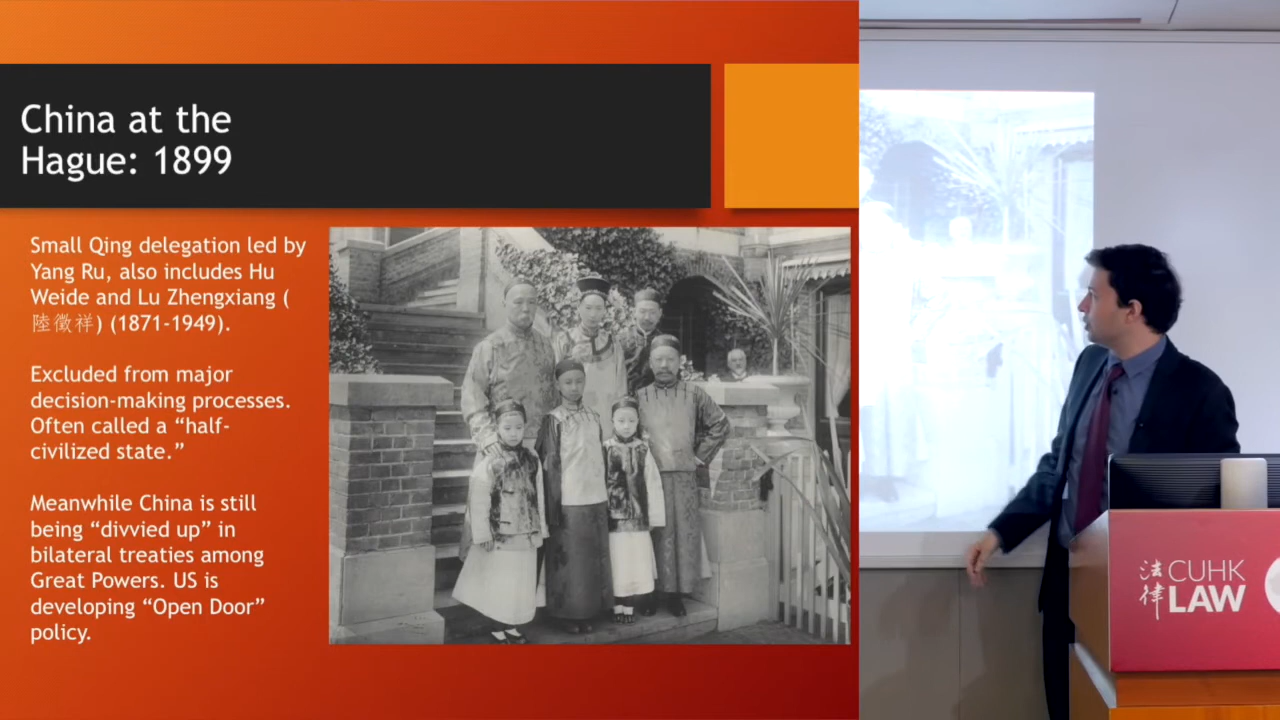 China at the
Hague: 1899
Small Qing delegation led by
Yang Ru, also includes Hu
Weide and Lu Zhengxiang (
陸徵祥) (1871-1949).
Excluded from major
decision-making processes.
Often called a “half-
civilized state.”
Meanwhile China is still
being “divvied up” in
bilateral treaties among
Great Powers. US is
developing “Open Door”
policy.
法律
CUHK
LAW